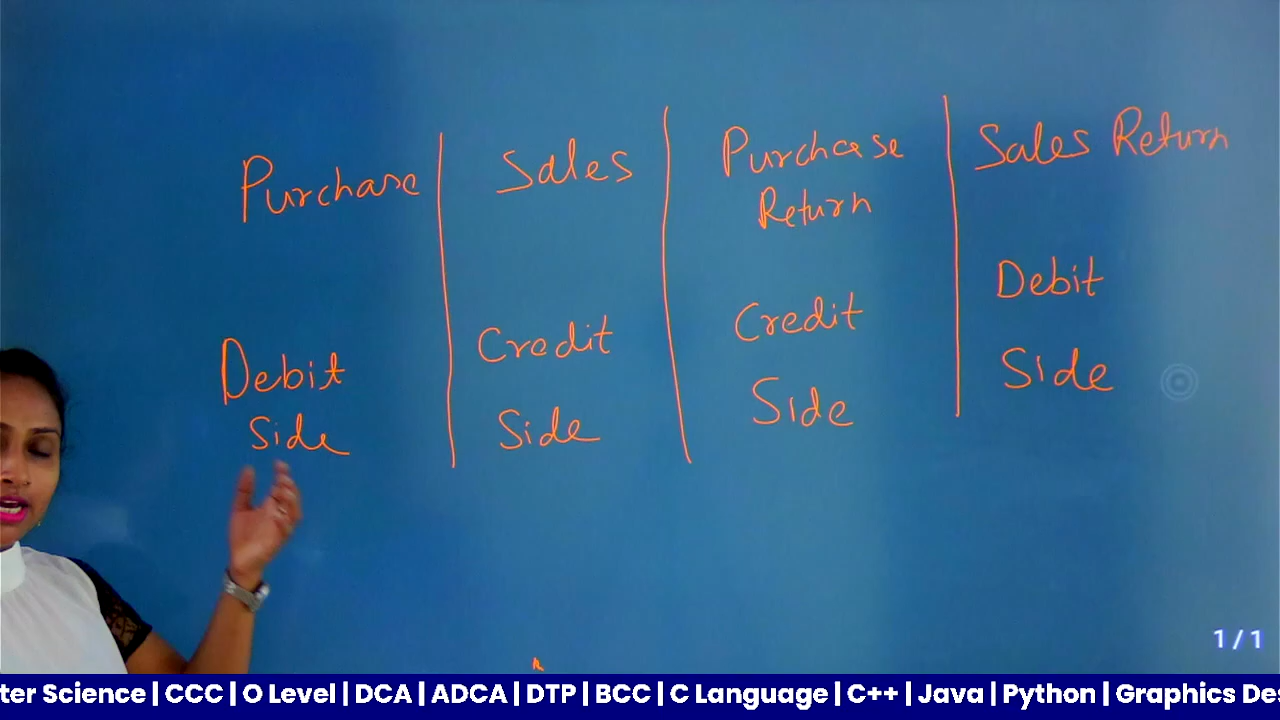 Purchase
Sales
Purchase
Return
Sales Return
Debit
Side
Credit
Side
Credit
Side
Debit
Side
1 / 1
ter Science | CCC | O Level | DCA | ADCA | DTP | BCC | C Language | C++ | Java | Python | Graphics Des